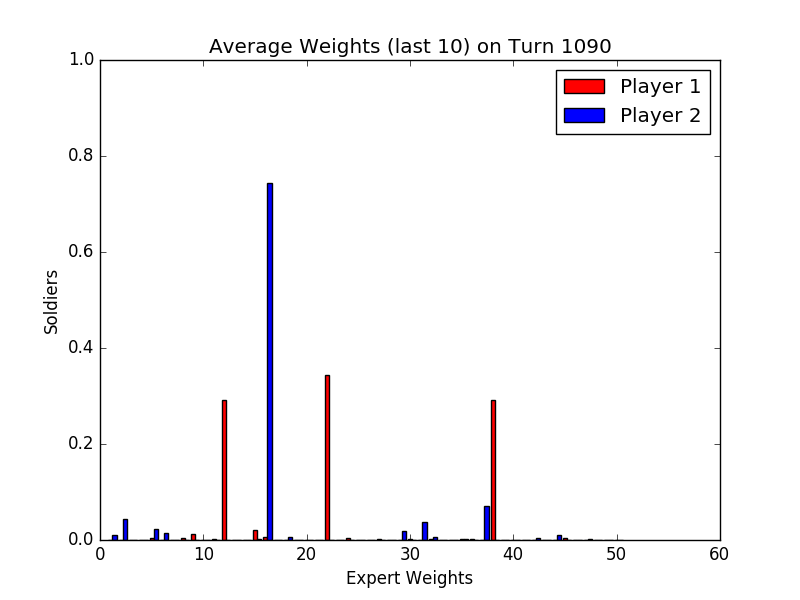 Average Weights (last 10) on Turn 1090
1.0
0.8
0.6
0.4
0.2
0.0
Soldiers
Player 1
Player 2
0 10 20 30 40 50 60
Expert Weights